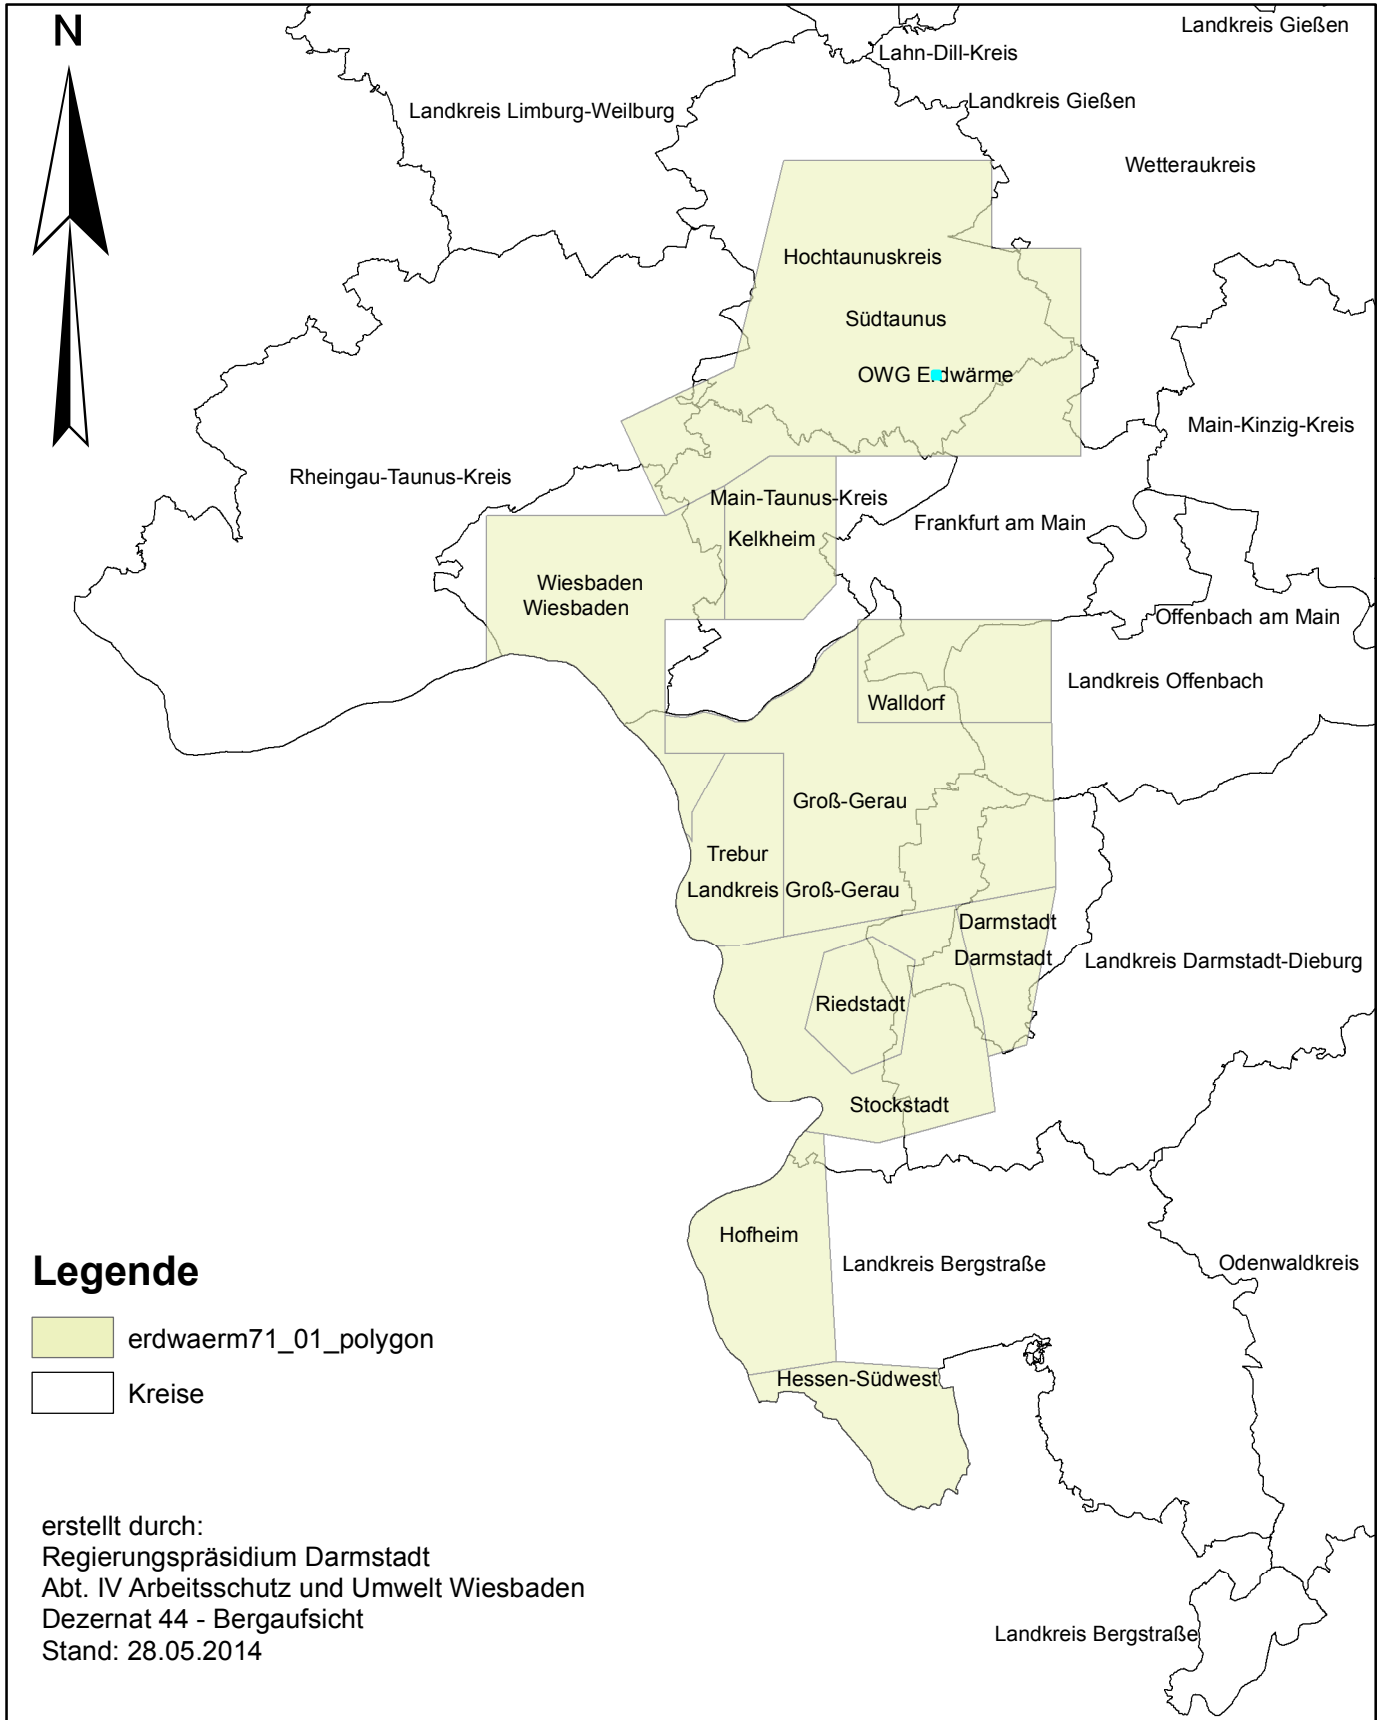 N
Landkreis Gießen
Lahn-Dill-Kreis
Landkreis Gießen
Landkreis Limburg-Weilburg
Wetteraukreis
Hochtaunuskreis
Südtaunus
OWG Erdwärme
Main-Kinzig-Kreis
Rheingau-Taunus-Kreis
Main-Taunus-Kreis
Frankfurt am Main
Kelkheim
Wiesbaden
Wiesbaden
Offenbach am Main
Landkreis Offenbach
Walldorf
Groß-Gerau
Trebur
Landkreis Groß-Gerau
Darmstadt
Darmstadt
Landkreis Darmstadt-Dieburg
Riedstadt
Stockstadt
Hofheim
Landkreis Bergstraße
Odenwaldkreis
Hessen-Südwest
Legende
erdwaerm71_01_polygon
Kreise
erstellt durch:
Regierungspräsidium Darmstadt
Abt. IV Arbeitsschutz und Umwelt Wiesbaden
Dezernat 44 - Bergaufsicht
Stand: 28.05.2014
Landkreis Bergstraße